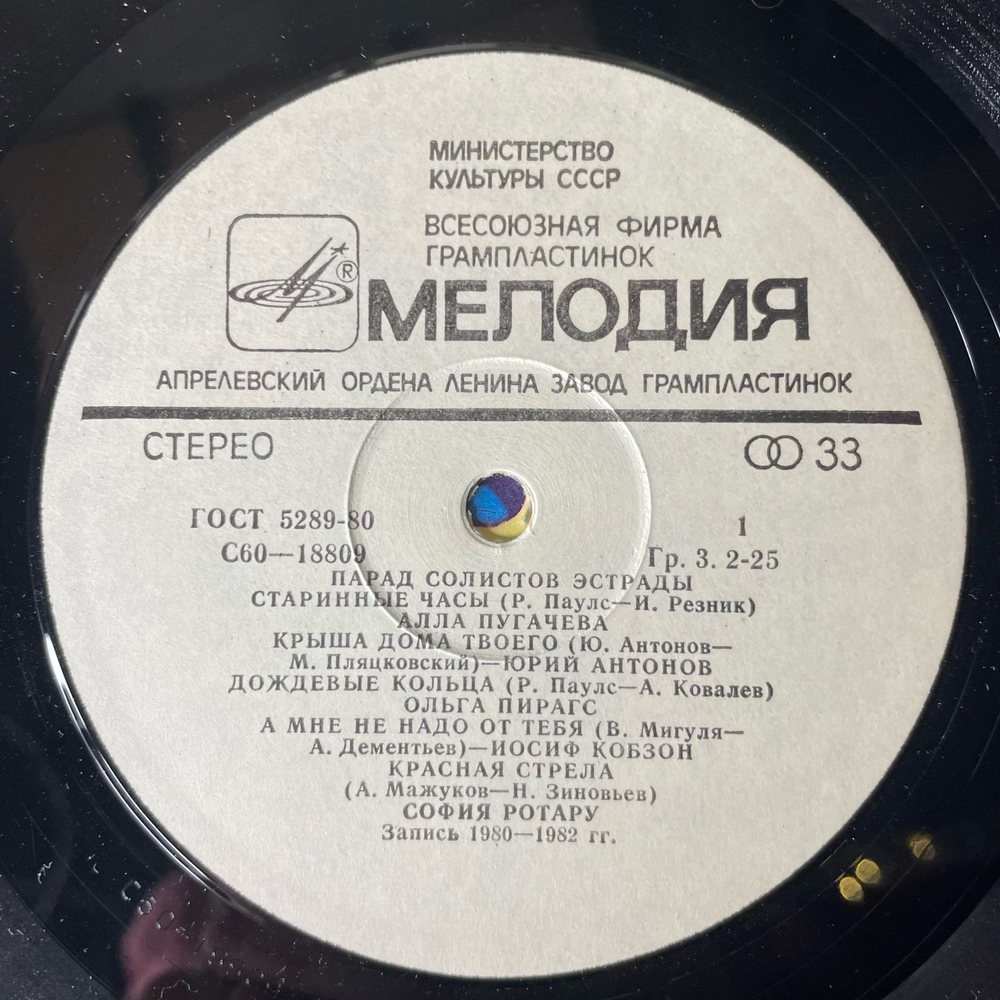 МИНИСТЕРСТВО
КУЛЬТУРЫ СССР
ВСЕСОЮЗНАЯ ФИРМА
ГРАМПЛАСТИНОК
®
МЕЛОДИЯ
АПРЕЛЕВСКИЙ ОРДЕНА ЛЕНИНА ЗАВОД ГРАМПЛАСТИНОК
СТЕРЕО 33
ГОСТ 5289-80 1
С60—18809 Гр. 3. 2-25
ПАРАД СОЛИСТОВ ЭСТРАДЫ
СТАРИННЫЕ ЧАСЫ (Р. Паулс—И. Резник)
АЛЛА ПУГАЧЕВА
КРЫША ДОМА ТВОЕГО (Ю. Антонов—
М. Пляцковский)—ЮРИЙ АНТОНОВ
ДОЖДЕВЫЕ КОЛЬЦА (Р. Паулс—А. Ковалев)
ОЛЬГА ПИРАГС
А МНЕ НЕ НАДО ОТ ТЕБЯ (В. Мигуля—
А. Дементьев)—ИОСИФ КОБЗОН
КРАСНАЯ СТРЕЛА
(А. Мажуков—Н. Зиновьев)
СОФИЯ РОТАРУ
Запись 1980—1982 гг.